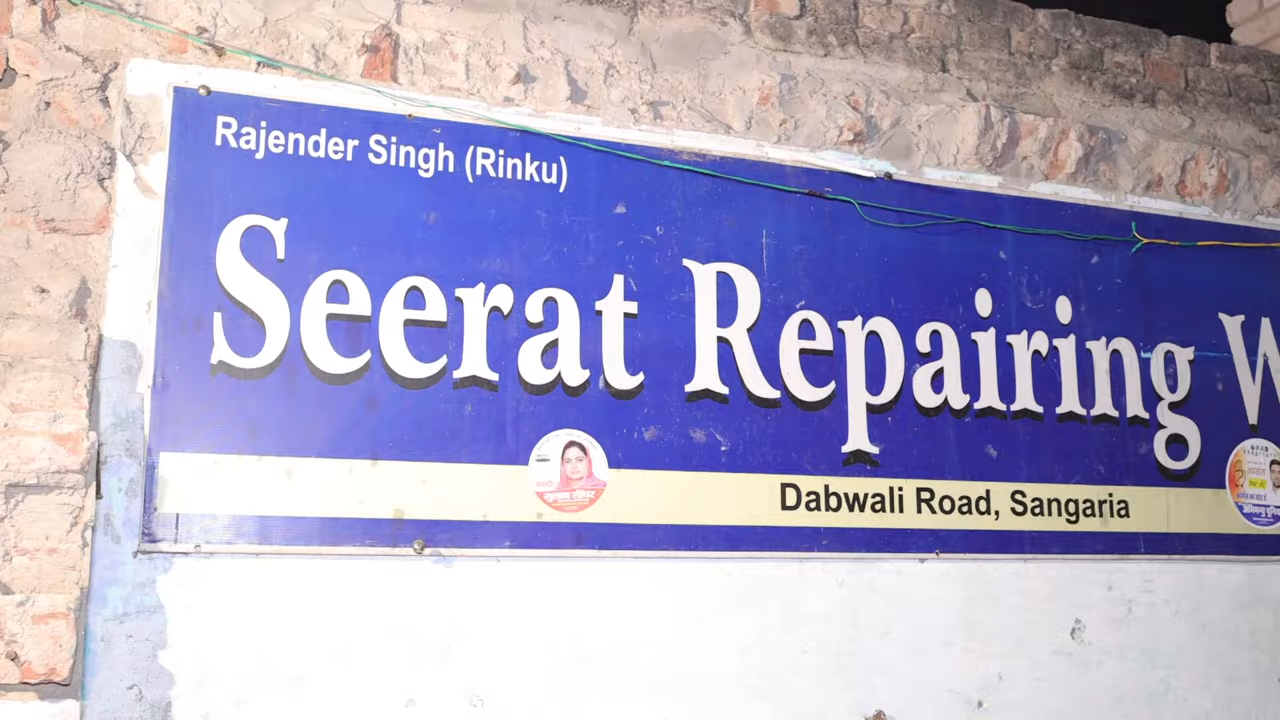 Rajender Singh (Rinku)
Seerat Repairing W
Dabwali Road, Sangaria